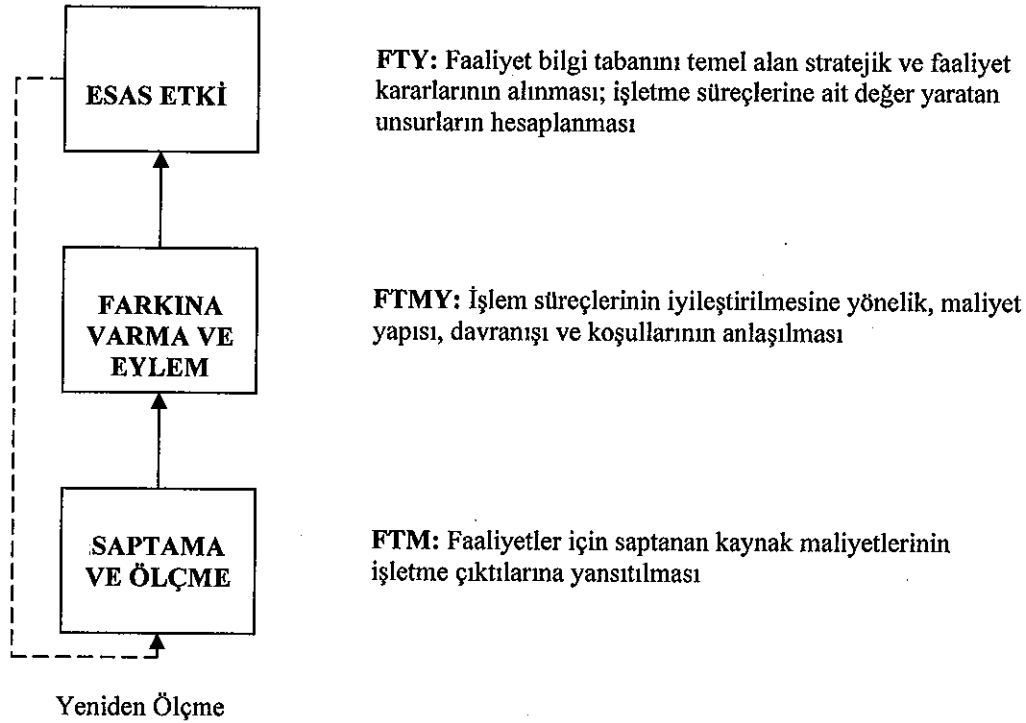 ESAS ETKİ
FTY: Faaliyet bilgi tabanını temel alan stratejik ve faaliyet
kararlarının alınması; işletme süreçlerine ait değer yaratan
unsurların hesaplanması
FARKINA
VARMA VE
EYLEM
FTMY: İşlem süreçlerinin iyileştirilmesine yönelik, maliyet
yapısı, davranışı ve koşullarının anlaşılması
SAPTAMA
VE ÖLÇME
FTM: Faaliyetler için saptanan kaynak maliyetlerinin
işletme çıktılarına yansıtılması
Yeniden Ölçme